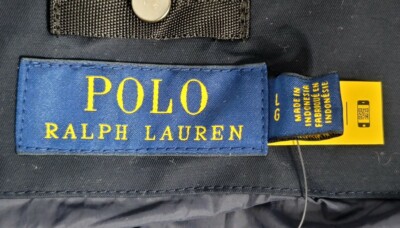 POLO
RALPH LAUREN
L
G
MADE IN
INDONESIA
FABRIQUÉ EN
INDONÉSIE